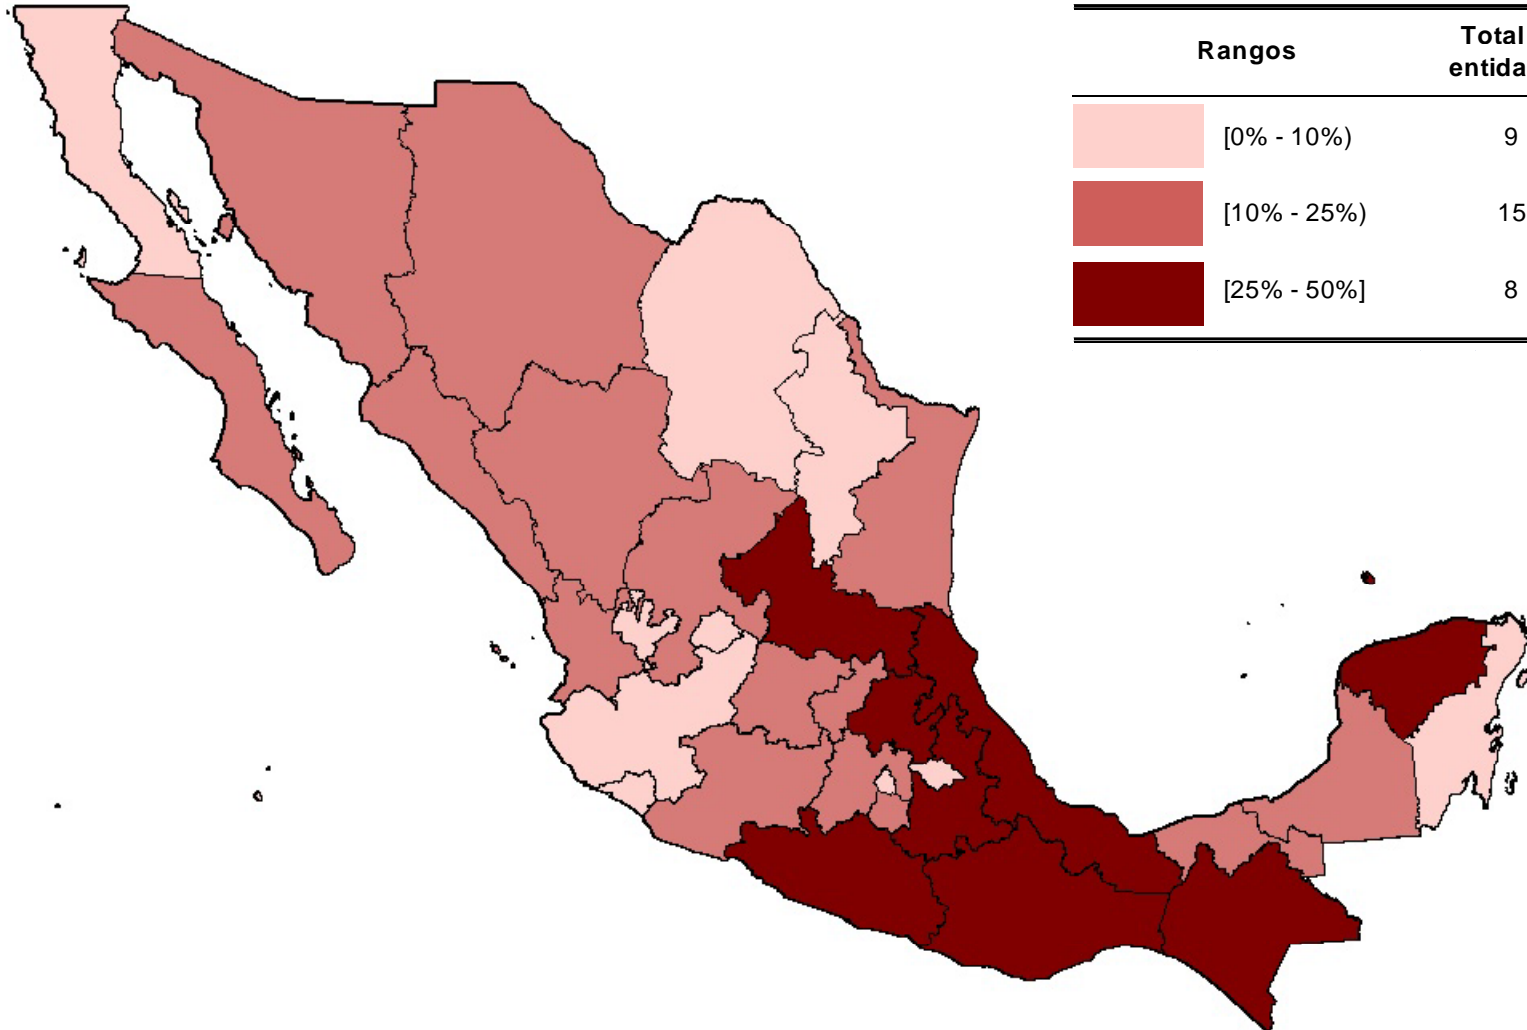 Rangos
Total
entida
[0% - 10%) 9
[10% - 25%) 15
[25% - 50%] 8